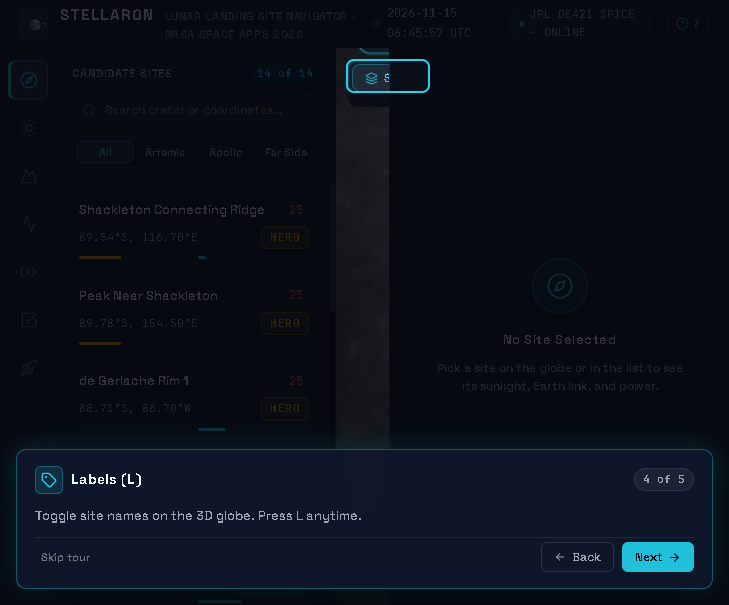 STELLARON
LUNAR LANDING SITE NAVIGATOR ·
NASA SPACE APPS 2026
2026-11-15
06:45:57 UTC
JPL DE421 SPICE
· ONLINE
?
CANDIDATE SITES
14 of 14
Search crater or coordinates...
All
Artemis
Apollo
Far Side
Shackleton Connecting Ridge
25
89.54°S, 116.70°E
HERO
Peak Near Shackleton
25
89.78°S, 154.50°E
HERO
de Gerlache Rim 1
25
88.71°S, 88.70°W
HERO
No Site Selected
Pick a site on the globe or in the list to see
its sunlight, Earth link, and power.
Labels (L)
4 of 5
Toggle site names on the 3D globe. Press L anytime.
Skip tour
Back
Next